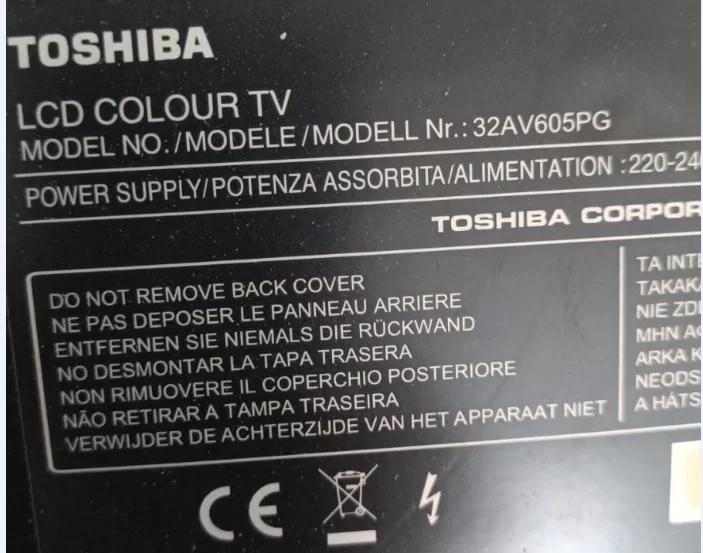 TOSHIBA
LCD COLOUR TV
MODEL NO./MODELE/MODELL Nr.: 32AV605PG
POWER SUPPLY/POTENZA ASSORBITA/ALIMENTATION :220-24
TOSHIBA CORPOR
DO NOT REMOVE BACK COVER
NE PAS DEPOSER LE PANNEAU ARRIERE
ENTFERNEN SIE NIEMALS DIE RÜCKWAND
NO DESMONTAR LA TAPA TRASERA
NON RIMUOVERE IL COPERCHIO POSTERIORE
NÃO RETIRAR A TAMPA TRASEIRA
VERWIJDER DE ACHTERZIJDE VAN HET APPARAAT NIET
TA INTE
TAKAKA
NIE ZDE
MHN A
ARKA K
NEODS
A HÁTS
CE